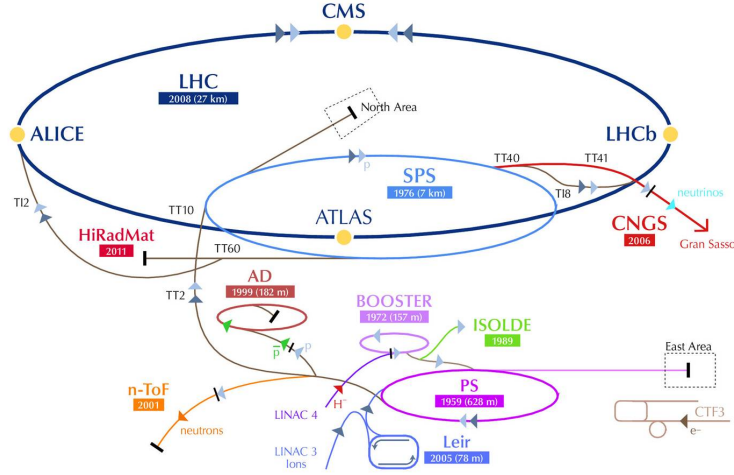 CMS
LHC
2008 (27 km)
North Area
ALICE
LHCb
TT40
TT41
p
SPS
1976 (7 km)
TI2
TI8
neutrinos
TT10
ATLAS
CNGS
2006
Gran Sasso
HiRadMat
2011
TT60
AD
1999 (182 m)
TT2
BOOSTER
1972 (157 m)
ISOLDE
1989
p
p
East Area
n-ToF
2001
PS
1959 (628 m)
LINAC 4
H⁻
neutrons
CTF3
e⁻
LINAC 3
Ions
Leir
2005 (78 m)